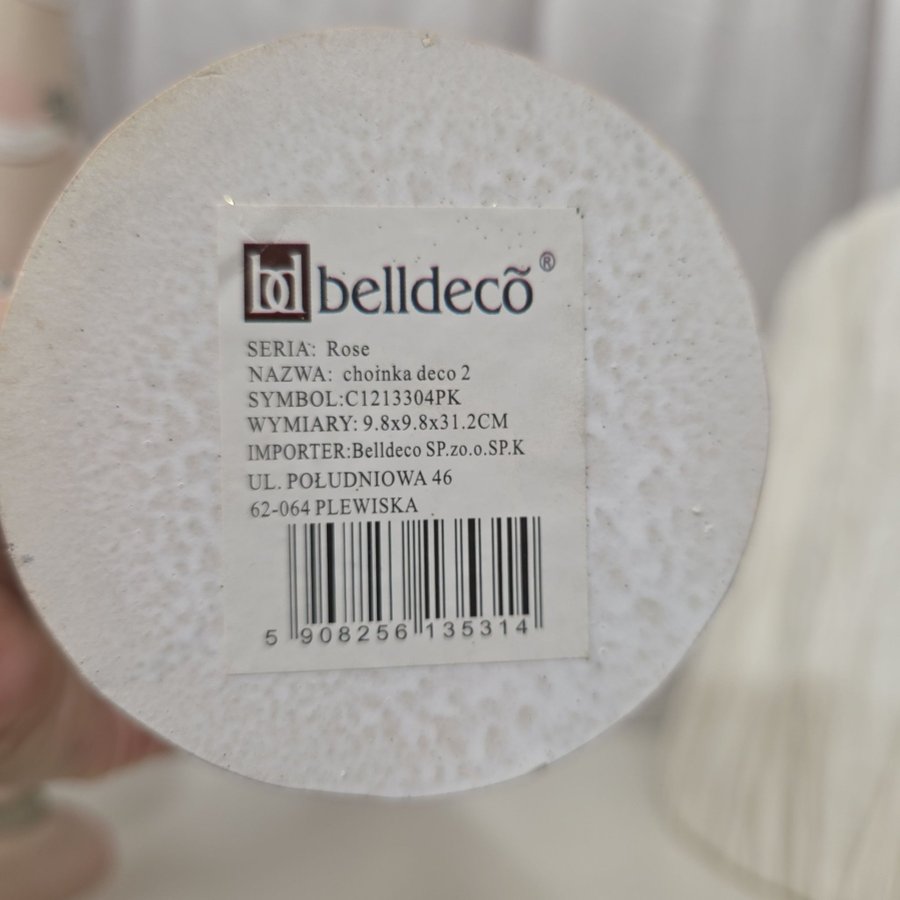 bd belldecõ®
SERIA: Rose
NAZWA: choinka deco 2
SYMBOL:C1213304PK
WYMIARY: 9.8x9.8x31.2CM
IMPORTER:Belldeco SP.zo.o.SP.K
UL. POŁUDNIOWA 46
62-064 PLEWISKA
5 908256 135314